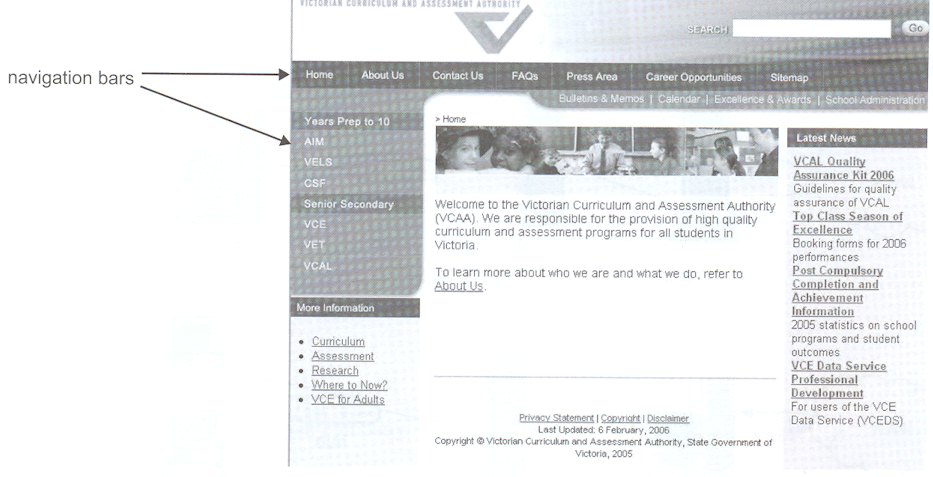 VICTORIAN CURRICULUM AND ASSESSMENT AUTHORITY
SEARCH Go
navigation bars
Home About Us Contact Us FAQs Press Area Career Opportunities Sitemap
Bulletins & Memos | Calendar | Excellence & Awards | School Administration
Years Prep to 10
AIM
VELS
CSF
Senior Secondary
VCE
VET
VCAL
More Information
• Curriculum
• Assessment
• Research
• Where to Now?
• VCE for Adults
> Home
Welcome to the Victorian Curriculum and Assessment Authority
(VCAA). We are responsible for the provision of high quality
curriculum and assessment programs for all students in
Victoria.
To learn more about who we are and what we do, refer to
About Us.
Latest News
VCAL Quality
Assurance Kit 2006
Guidelines for quality
assurance of VCAL
Top Class Season of
Excellence
Booking forms for 2006
performances
Post Compulsory
Completion and
Achievement
Information
2005 statistics on school
programs and student
outcomes
VCE Data Service
Professional
Development
For users of the VCE
Data Service (VCEDS)
Privacy Statement | Copyright | Disclaimer
Last Updated: 6 February, 2006
Copyright © Victorian Curriculum and Assessment Authority, State Government of
Victoria, 2005